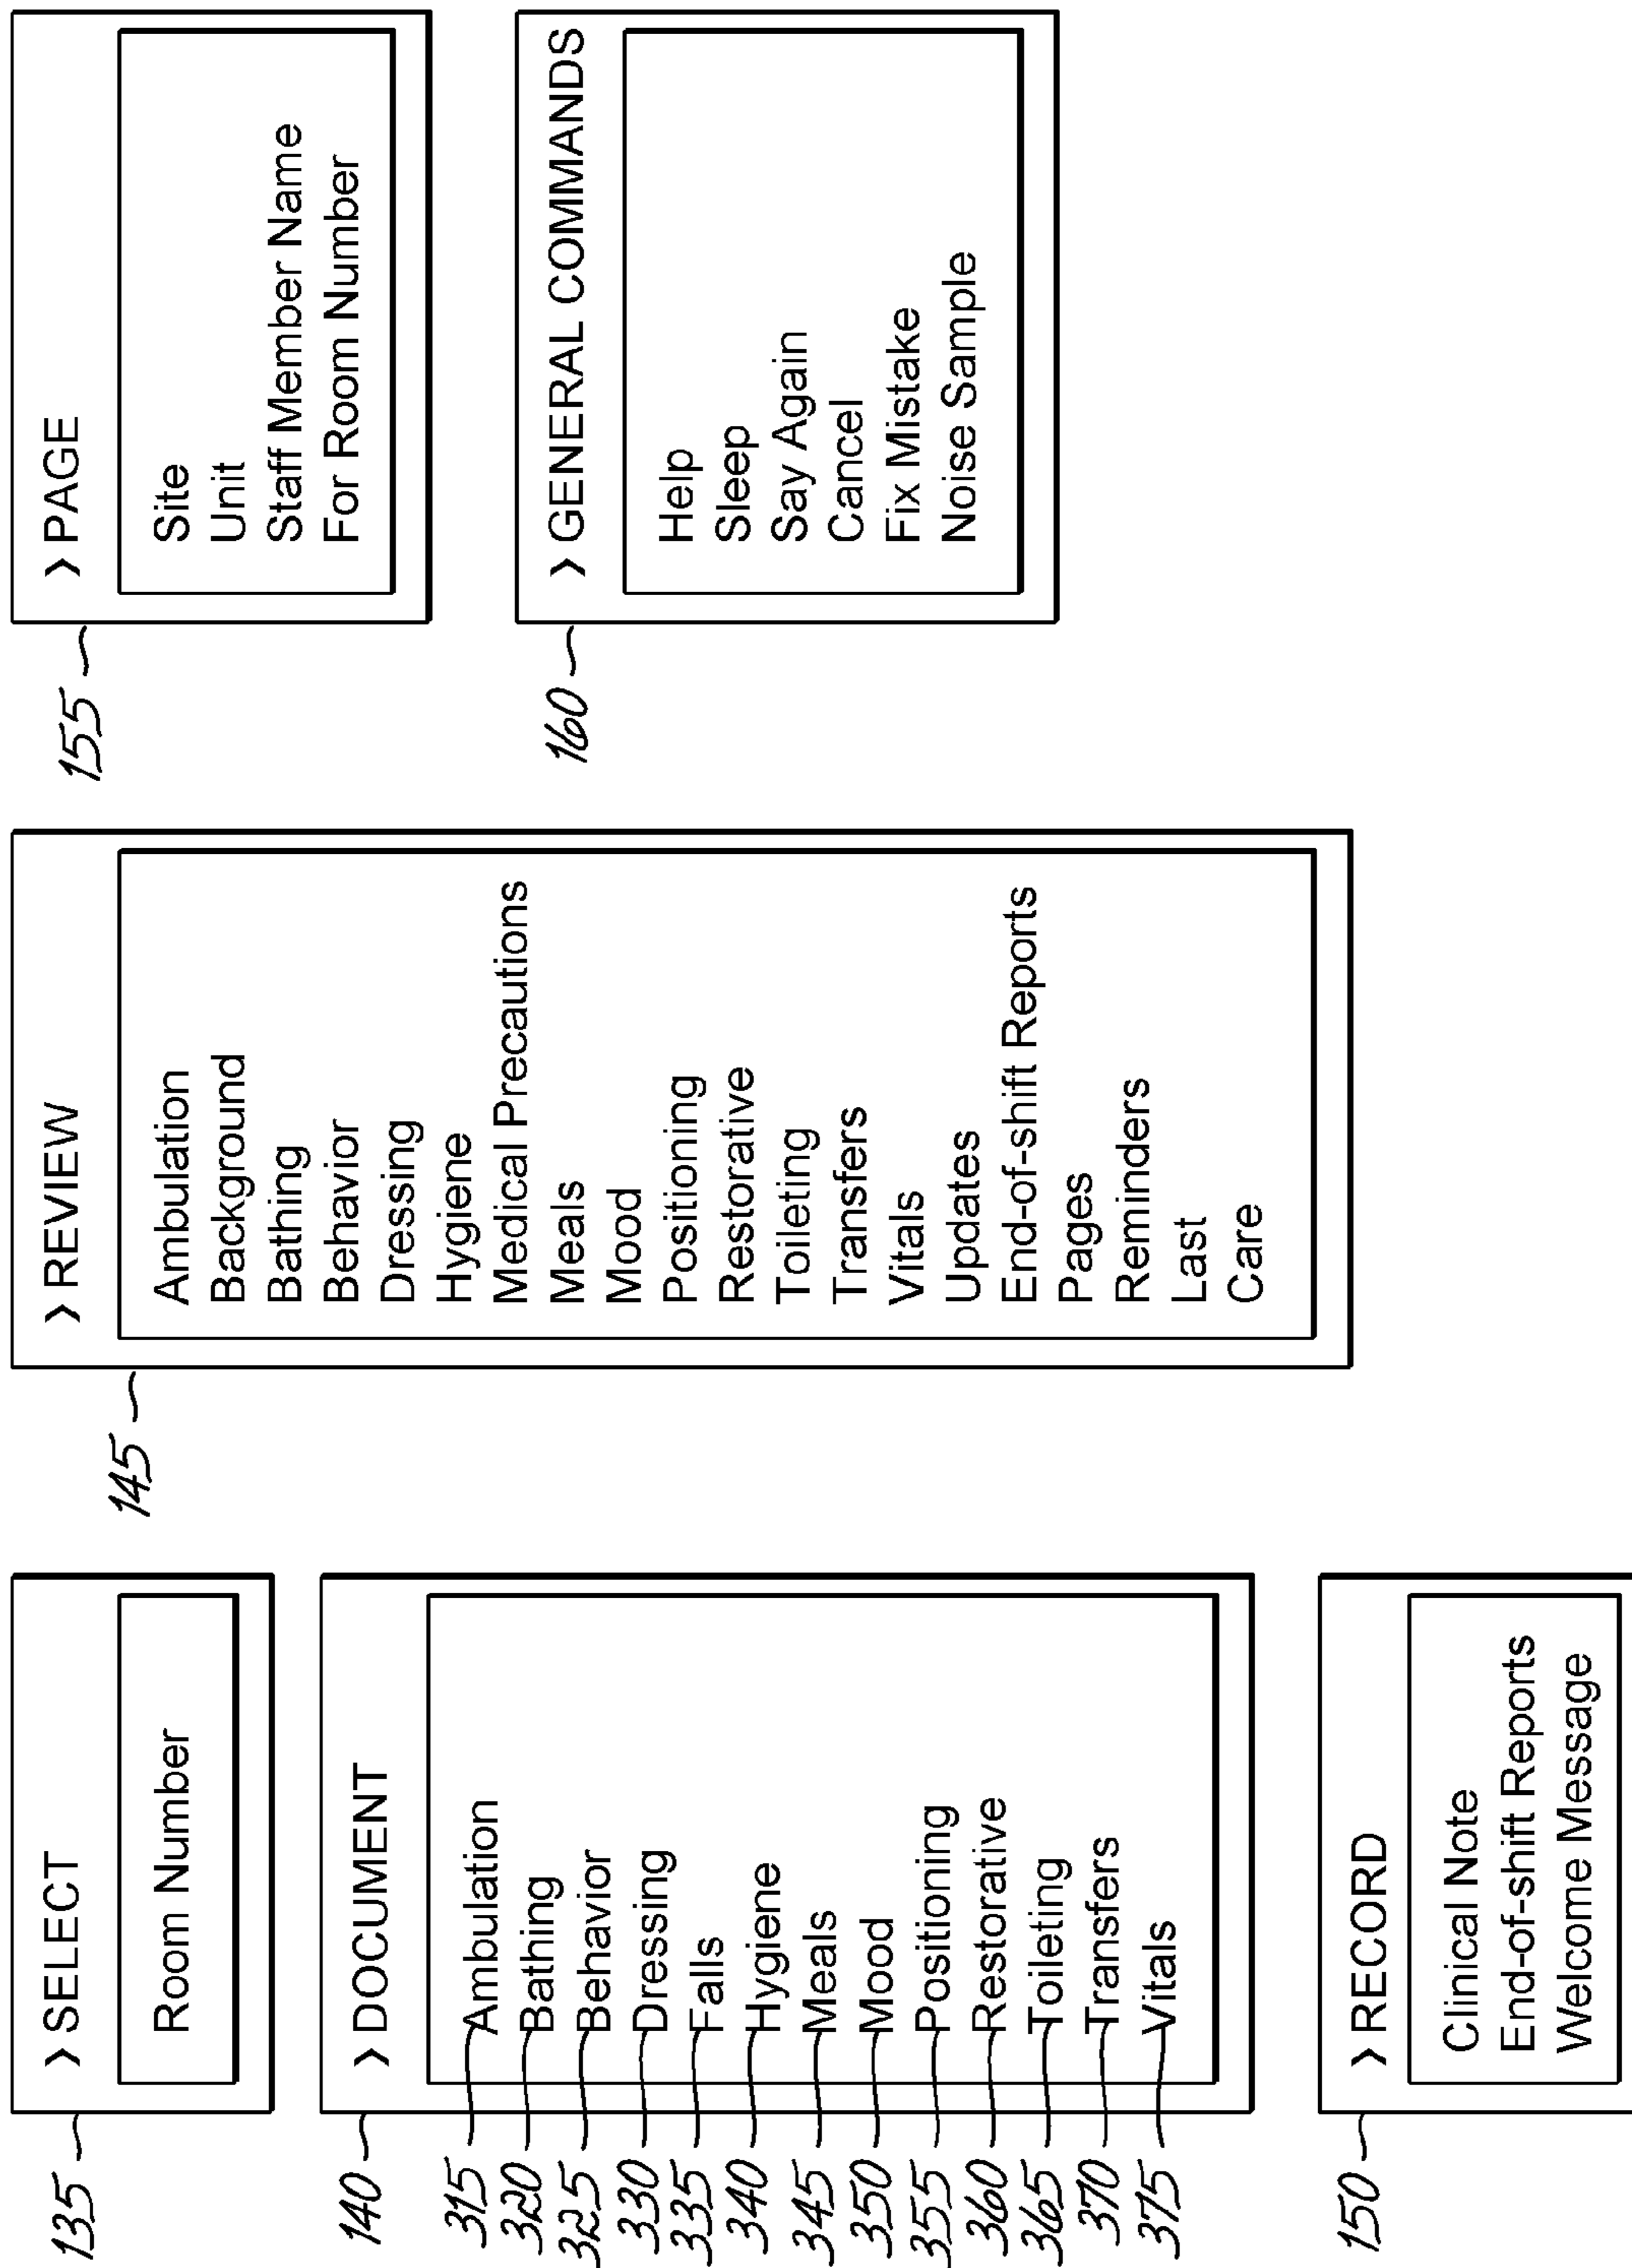 135
❯ SELECT
Room Number
140
❯ DOCUMENT
315 Ambulation
320 Bathing
325 Behavior
330 Dressing
335 Falls
340 Hygiene
345 Meals
350 Mood
355 Positioning
360 Restorative
365 Toileting
370 Transfers
375 Vitals
150
❯ RECORD
Clinical Note
End-of-shift Reports
Welcome Message
145
❯ REVIEW
Ambulation
Background
Bathing
Behavior
Dressing
Hygiene
Medical Precautions
Meals
Mood
Positioning
Restorative
Toileting
Transfers
Vitals
Updates
End-of-shift Reports
Pages
Reminders
Last
Care
155
❯ PAGE
Site
Unit
Staff Member Name
For Room Number
160
❯ GENERAL COMMANDS
Help
Sleep
Say Again
Cancel
Fix Mistake
Noise Sample